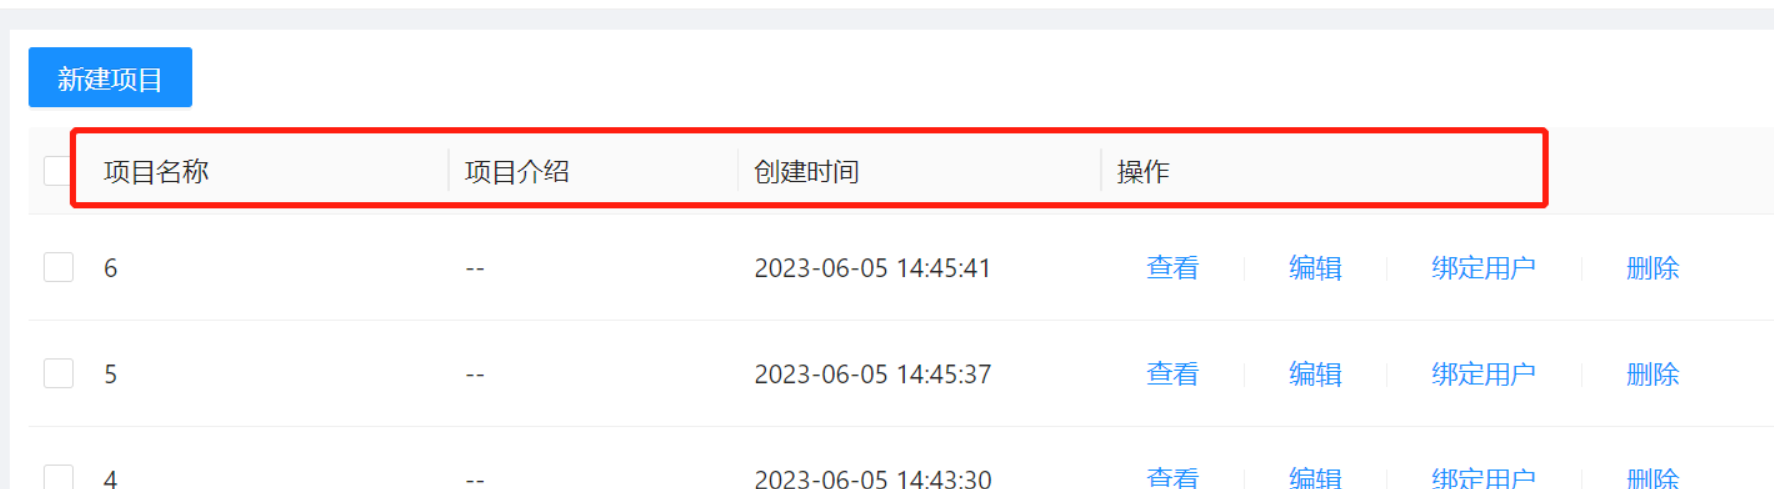 新建项目
项目名称 项目介绍 创建时间 操作
6 -- 2023-06-05 14:45:41 查看 编辑 绑定用户 删除
5 -- 2023-06-05 14:45:37 查看 编辑 绑定用户 删除
4 -- 2023-06-05 14:43:30 查看 编辑 绑定用户 删除